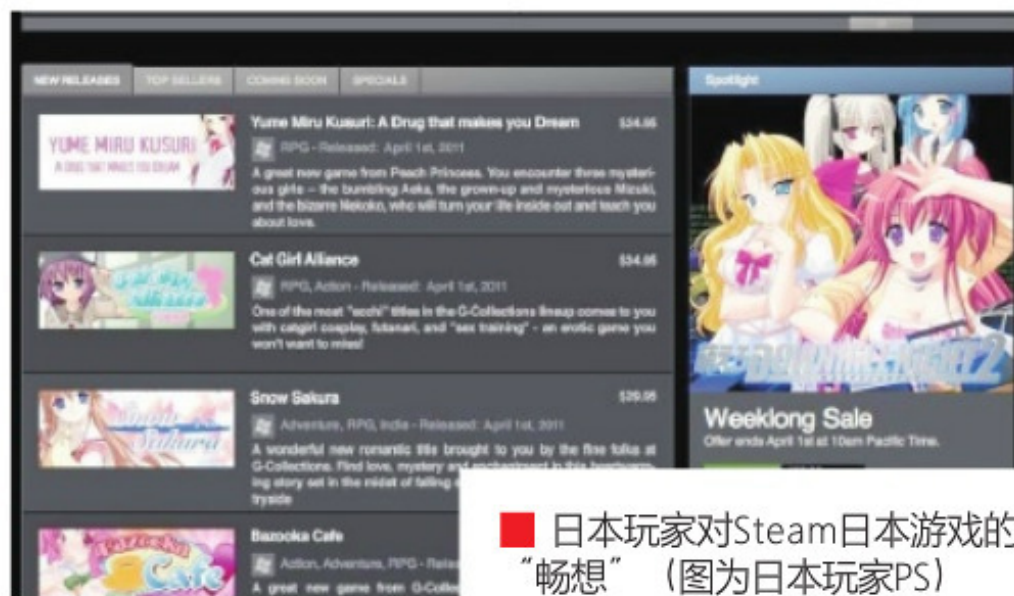 NEW RELEASES
TOP SELLERS
COMING SOON
SPECIALS
Yume Miru Kusuri: A Drug that makes you Dream
$34.95
RPG - Released: April 1st, 2011
A great new game from Peach Princess. You encounter three mysteri-
ous girls – the bumbling Aeka, the grown-up and mysterious Mizuki,
and the bizarre Nekoko, who will turn your life inside out and teach you
about love.
YUME MIRU KUSURI
A DRUG THAT MAKES YOU DREAM
Cat Girl Alliance
$34.95
RPG, Action - Released: April 1st, 2011
One of the most "ecchi" titles in the G-Collections lineup comes to you
with catgirl cosplay, futanari, and "sex training" - an erotic game you
won't want to miss!
Snow Sakura
$29.95
Adventure, RPG, Indie - Released: April 1st, 2011
A wonderful new romantic title brought to you by the fine folks at
G-Collections. Find love, mystery and enchantment in this
ing story set in the midst of falling
tryside
Snow
Sakura
Bazooka Cafe
Action, Adventure, RPG -
A great new game from
Cafe
Spotlight
Weeklong Sale
Offer ends April 1st at 10am Pacific Time.
日本玩家对Steam日本游戏的
“畅想”（图为日本玩家PS）